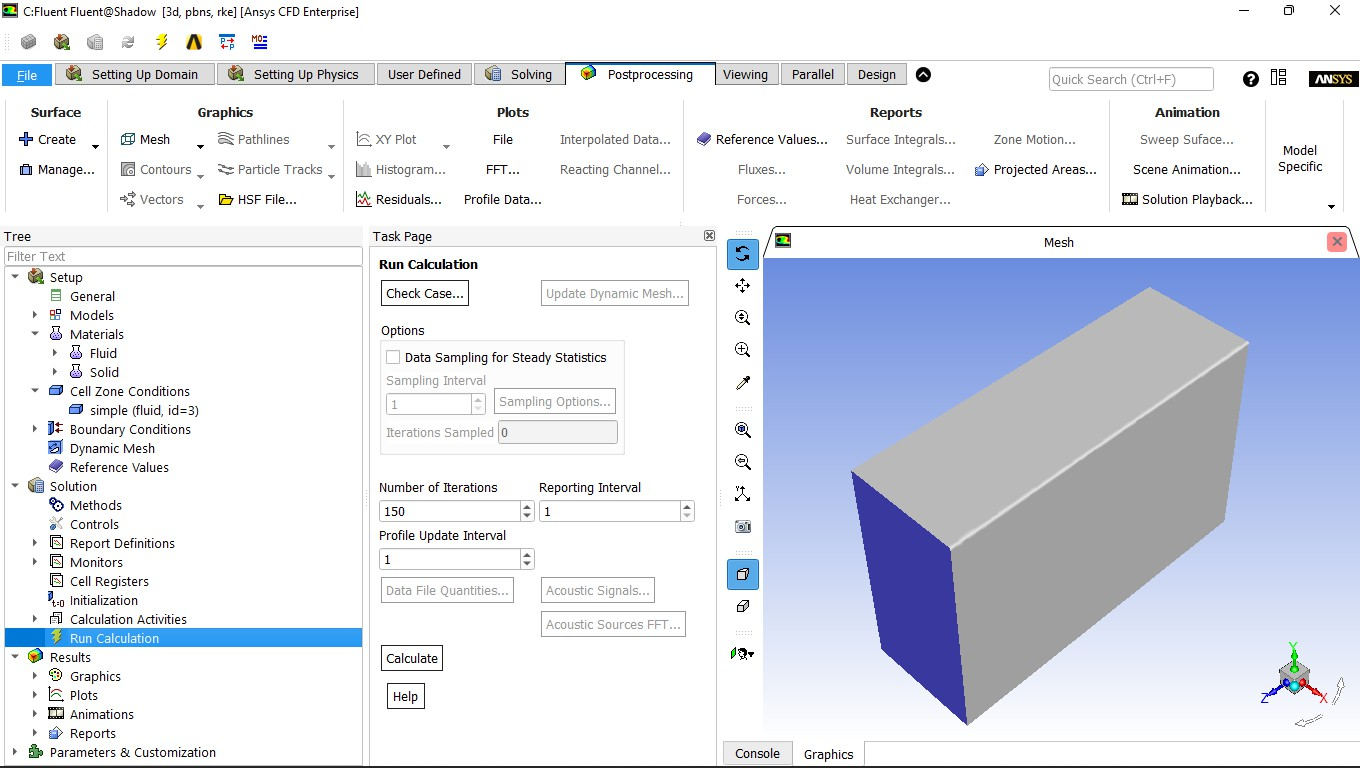 C:Fluent Fluent@Shadow [3d, pbns, rke] [Ansys CFD Enterprise]
File Setting Up Domain Setting Up Physics User Defined Solving Postprocessing Viewing Parallel Design Quick Search (Ctrl+F) ANSYS
Surface
Create
Manage...
Graphics
Mesh Pathlines
Contours Particle Tracks
Vectors HSF File...
Plots
XY Plot File Interpolated Data...
Histogram... FFT... Reacting Channel...
Residuals... Profile Data...
Reports
Reference Values... Surface Integrals... Zone Motion...
Fluxes... Volume Integrals... Projected Areas...
Forces... Heat Exchanger...
Animation
Sweep Suface...
Scene Animation...
Solution Playback...
Model
Specific
Tree
Filter Text
Setup
General
Models
Materials
Fluid
Solid
Cell Zone Conditions
simple (fluid, id=3)
Boundary Conditions
Dynamic Mesh
Reference Values
Solution
Methods
Controls
Report Definitions
Monitors
Cell Registers
t=0 Initialization
Calculation Activities
Run Calculation
Results
Graphics
Plots
Animations
Reports
Parameters & Customization
Task Page
Run Calculation
Check Case... Update Dynamic Mesh...
Options
Data Sampling for Steady Statistics
Sampling Interval
1 Sampling Options...
Iterations Sampled 0
Number of Iterations Reporting Interval
150 1
Profile Update Interval
1
Data File Quantities... Acoustic Signals...
Acoustic Sources FFT...
Calculate
Help
Mesh
Y
Z X
Console Graphics